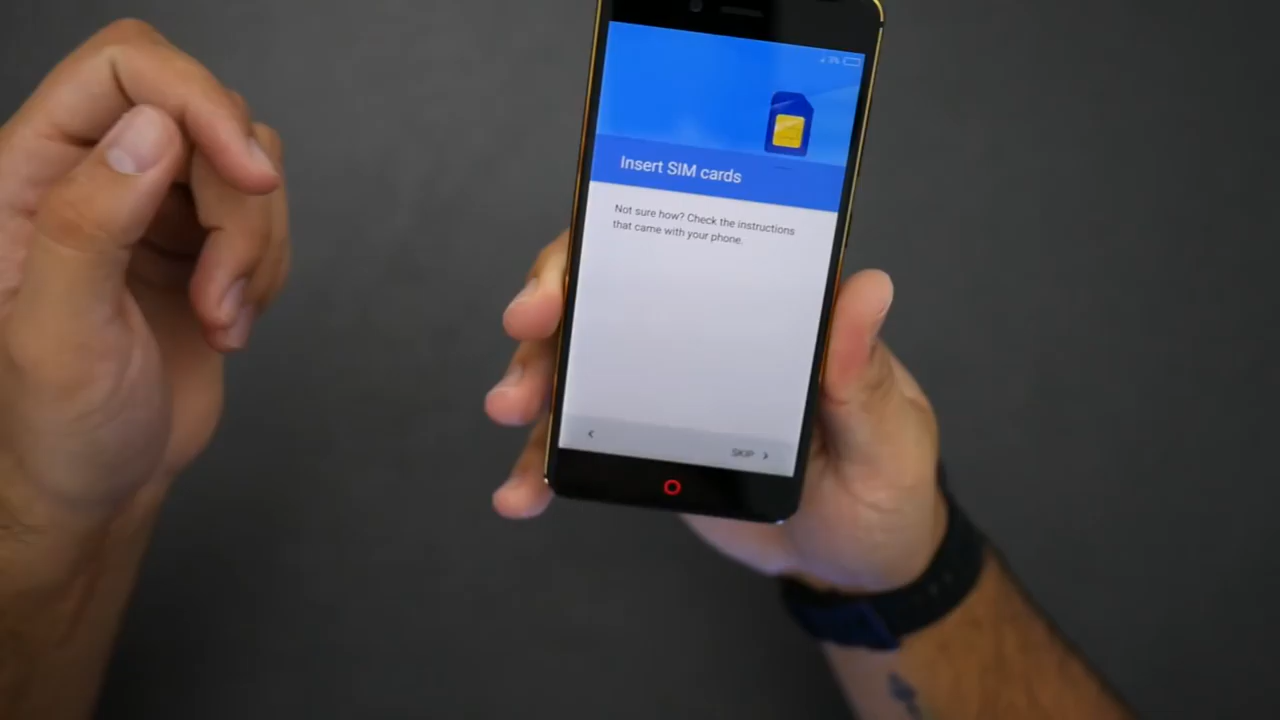 Insert SIM cards
Not sure how? Check the instructions
that came with your phone.
SKIP